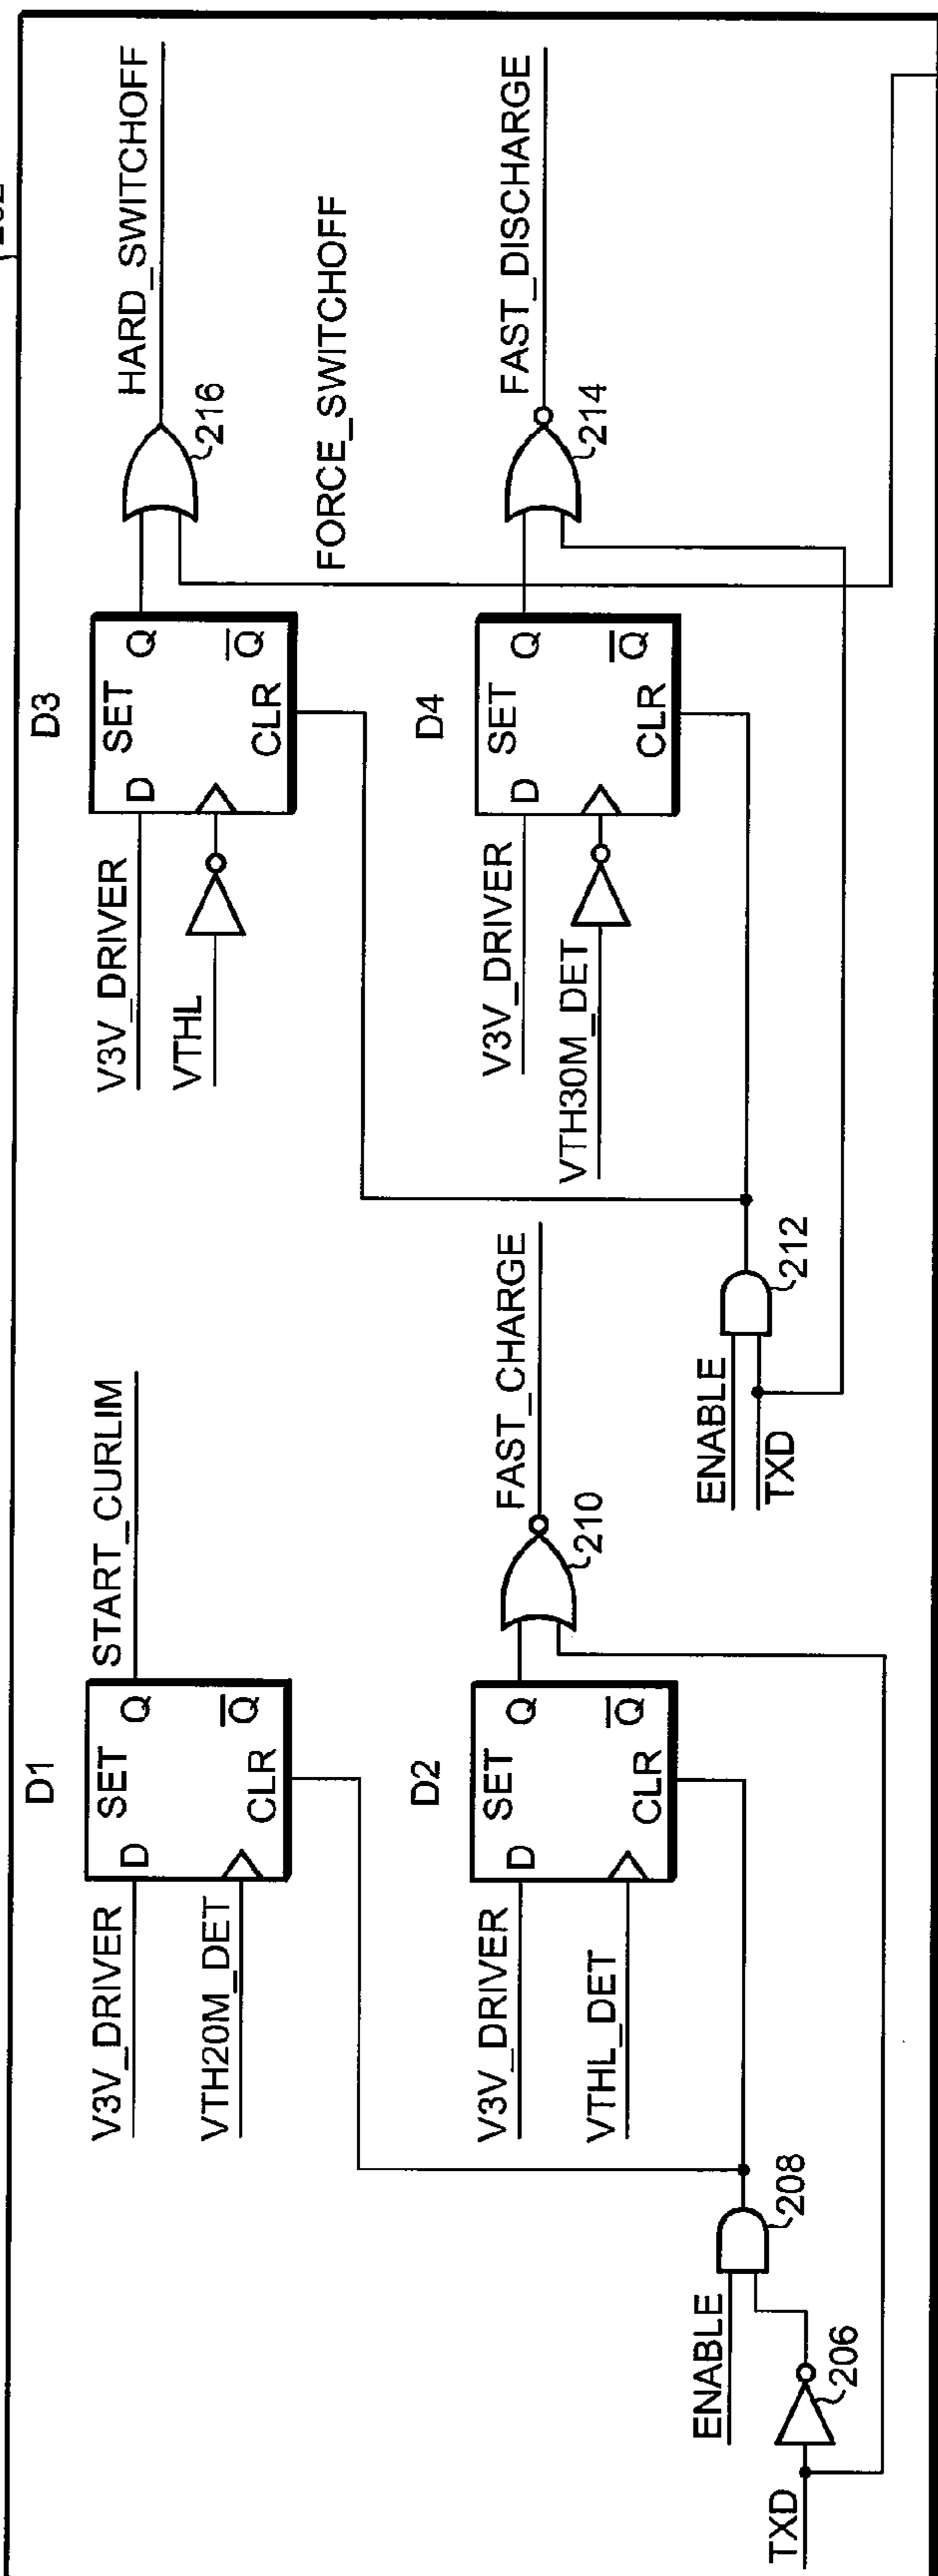 D1
V3V_DRIVER
VTH20M_DET
D
SET
Q
Q
CLR
START_CURLIM
D2
V3V_DRIVER
VTHL_DET
D
SET
Q
Q
CLR
FAST_CHARGE
210
ENABLE
208
TXD
206
D3
V3V_DRIVER
VTHL
D
SET
Q
Q
CLR
HARD_SWITCHOFF
216
FORCE_SWITCHOFF
D4
V3V_DRIVER
VTH30M_DET
D
SET
Q
Q
CLR
FAST_DISCHARGE
214
ENABLE
TXD
212